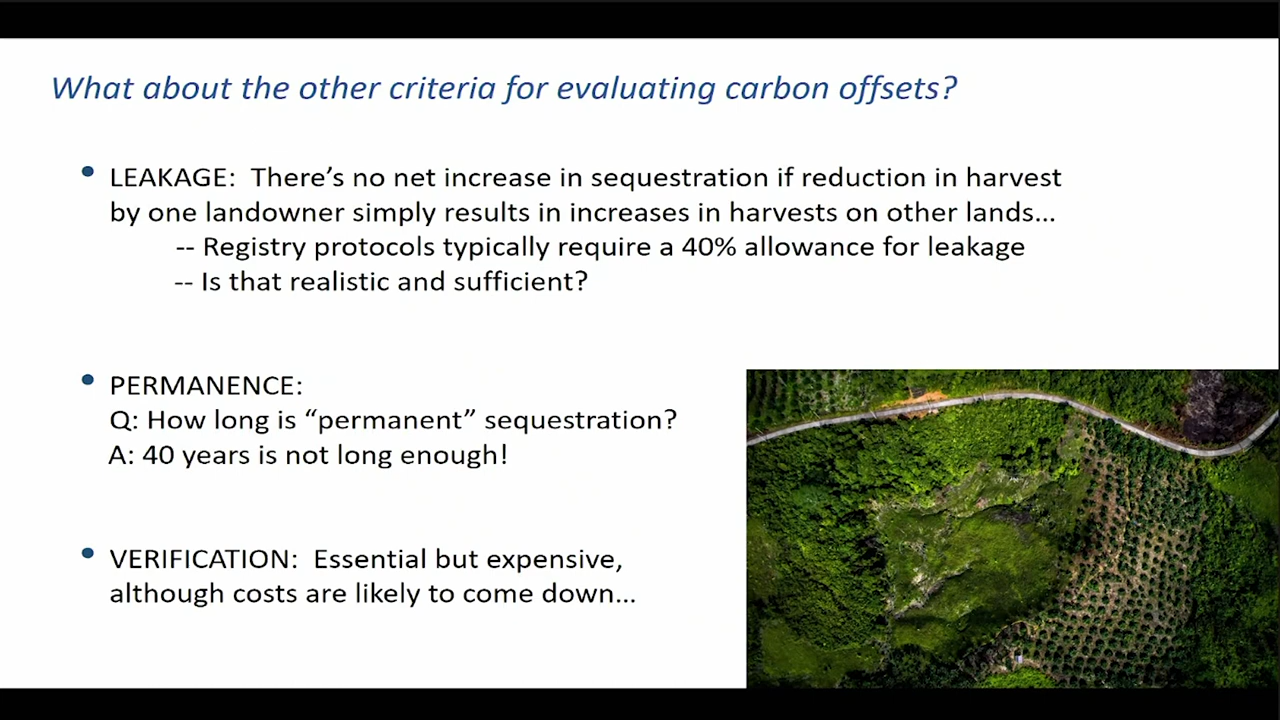 What about the other criteria for evaluating carbon offsets?
• LEAKAGE: There’s no net increase in sequestration if reduction in harvest
by one landowner simply results in increases in harvests on other lands…
-- Registry protocols typically require a 40% allowance for leakage
-- Is that realistic and sufficient?
• PERMANENCE:
Q: How long is “permanent” sequestration?
A: 40 years is not long enough!
• VERIFICATION: Essential but expensive,
although costs are likely to come down…